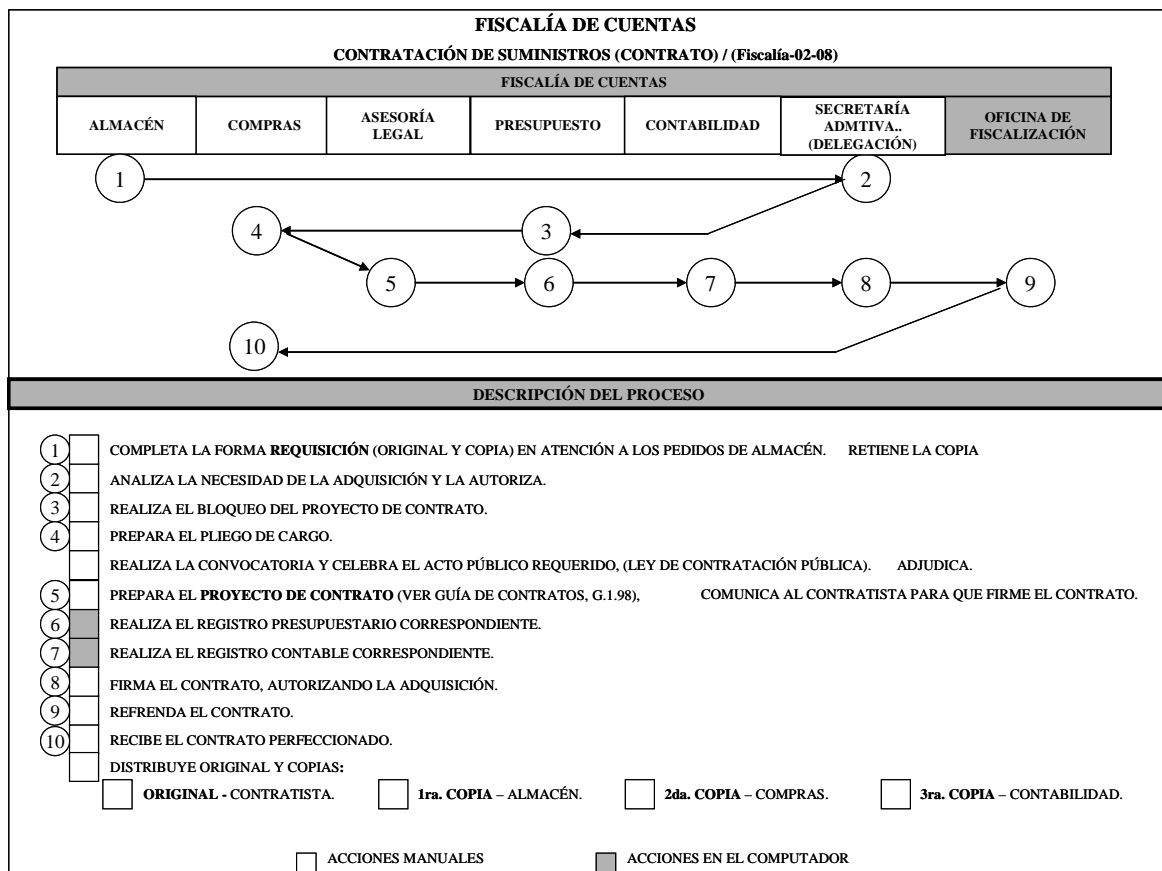 FISCALÍA DE CUENTAS
CONTRATACIÓN DE SUMINISTROS (CONTRATO) / (Fiscalía-02-08)
FISCALÍA DE CUENTAS
ALMACÉN
COMPRAS
ASESORÍA
LEGAL
PRESUPUESTO
CONTABILIDAD
SECRETARÍA
ADMTIVA..
(DELEGACIÓN)
OFICINA DE
FISCALIZACIÓN
1
2
4
3
5
6
7
8
9
10
DESCRIPCIÓN DEL PROCESO
1 COMPLETA LA FORMA REQUISICIÓN (ORIGINAL Y COPIA) EN ATENCIÓN A LOS PEDIDOS DE ALMACÉN. RETIENE LA COPIA
2 ANALIZA LA NECESIDAD DE LA ADQUISICIÓN Y LA AUTORIZA.
3 REALIZA EL BLOQUEO DEL PROYECTO DE CONTRATO.
4 PREPARA EL PLIEGO DE CARGO.
REALIZA LA CONVOCATORIA Y CELEBRA EL ACTO PÚBLICO REQUERIDO, (LEY DE CONTRATACIÓN PÚBLICA). ADJUDICA.
5 PREPARA EL PROYECTO DE CONTRATO (VER GUÍA DE CONTRATOS, G.1.98), COMUNICA AL CONTRATISTA PARA QUE FIRME EL CONTRATO.
6 REALIZA EL REGISTRO PRESUPUESTARIO CORRESPONDIENTE.
7 REALIZA EL REGISTRO CONTABLE CORRESPONDIENTE.
8 FIRMA EL CONTRATO, AUTORIZANDO LA ADQUISICIÓN.
9 REFRENDA EL CONTRATO.
10 RECIBE EL CONTRATO PERFECCIONADO.
DISTRIBUYE ORIGINAL Y COPIAS:
ORIGINAL - CONTRATISTA. 1ra. COPIA – ALMACÉN. 2da. COPIA – COMPRAS. 3ra. COPIA – CONTABILIDAD.
ACCIONES MANUALES ACCIONES EN EL COMPUTADOR